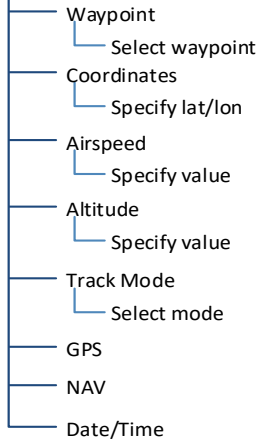 Waypoint
Select waypoint
Coordinates
Specify lat/lon
Airspeed
Specify value
Altitude
Specify value
Track Mode
Select mode
GPS
NAV
Date/Time